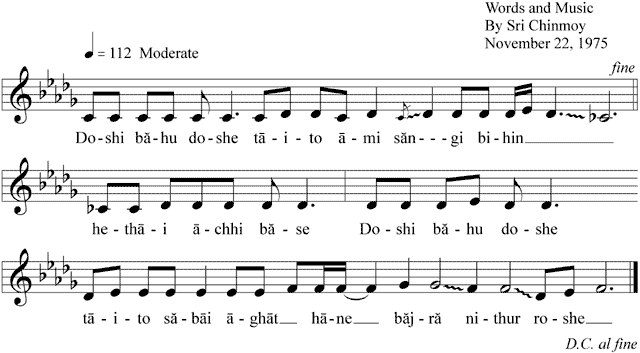 Words and Music
By Sri Chinmoy
November 22, 1975
= 112 Moderate
fine
Do-shi bă-hu do-she tā-i-to ā-mi săn---gi bi-hin
he-thā-i ā-chhi bă-se Do-shi bă-hu do-she
tā-i-to să-bāi ā-ghāt hā-ne băj-ră ni-thur ro-she
D.C. al fine